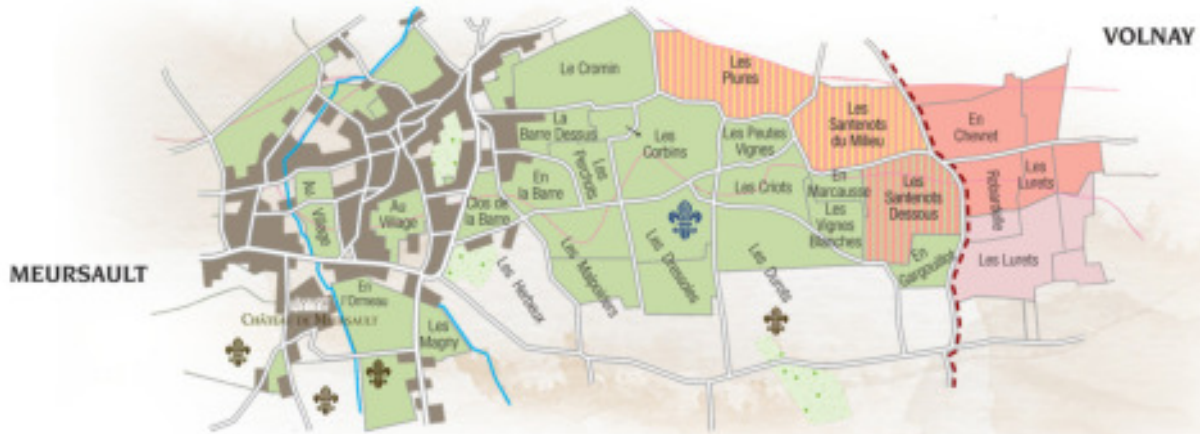 VOLNAY
MEURSAULT
Le Cromin
Les
Plures
Les
Santenots
du Milieu
En
Chevret
La
Barre Dessus
Les
Corbins
Les Peutes
Vignes
Les
Perchots
En
la Barre
Clos de
la Barre
Les Criots
En
Marcausse
Les
Vignes
Blanches
Les
Santenots
Dessous
Robardelle
Les
Lurets
Les Lurets
En
Gargouillot
Au
Village
Au
Village
Les Herbeux
Les Malpoiriers
Les Dressoles
Les Durots
En
l'Ormeau
CHÂTEAU DE MEURSAULT
Les
Magny